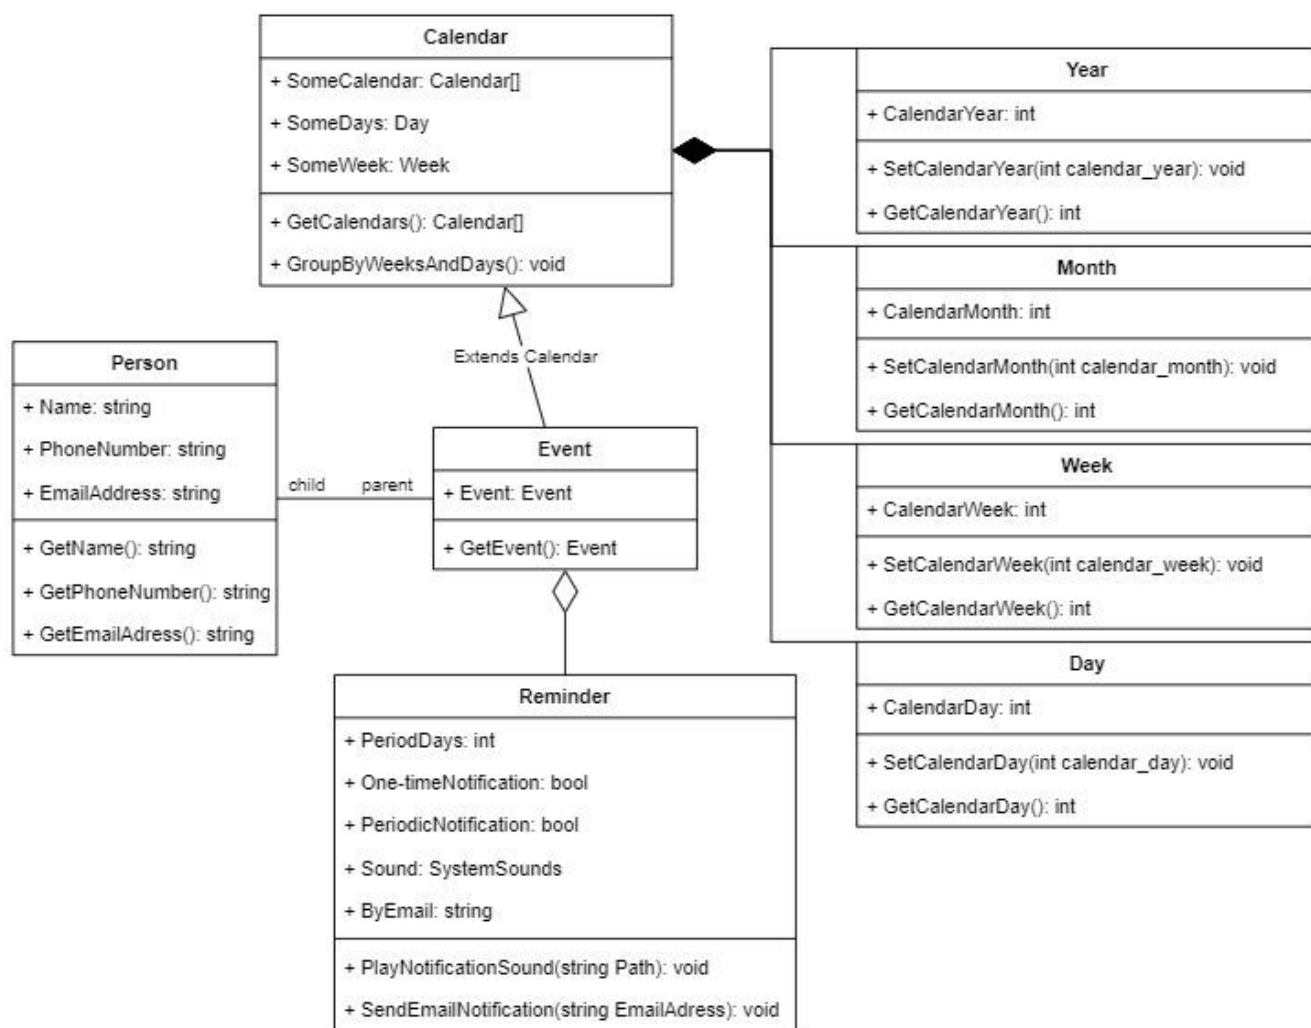 Calendar
+ SomeCalendar: Calendar[]
+ SomeDays: Day
+ SomeWeek: Week
+ GetCalendars(): Calendar[]
+ GroupByWeeksAndDays(): void
Year
+ CalendarYear: int
+ SetCalendarYear(int calendar_year): void
+ GetCalendarYear(): int
Month
+ CalendarMonth: int
+ SetCalendarMonth(int calendar_month): void
+ GetCalendarMonth(): int
Week
+ CalendarWeek: int
+ SetCalendarWeek(int calendar_week): void
+ GetCalendarWeek(): int
Day
+ CalendarDay: int
+ SetCalendarDay(int calendar_day): void
+ GetCalendarDay(): int
Extends Calendar
Person
+ Name: string
+ PhoneNumber: string
+ EmailAddress: string
+ GetName(): string
+ GetPhoneNumber(): string
+ GetEmailAdress(): string
child
parent
Event
+ Event: Event
+ GetEvent(): Event
Reminder
+ PeriodDays: int
+ One-timeNotification: bool
+ PeriodicNotification: bool
+ Sound: SystemSounds
+ ByEmail: string
+ PlayNotificationSound(string Path): void
+ SendEmailNotification(string EmailAdress): void